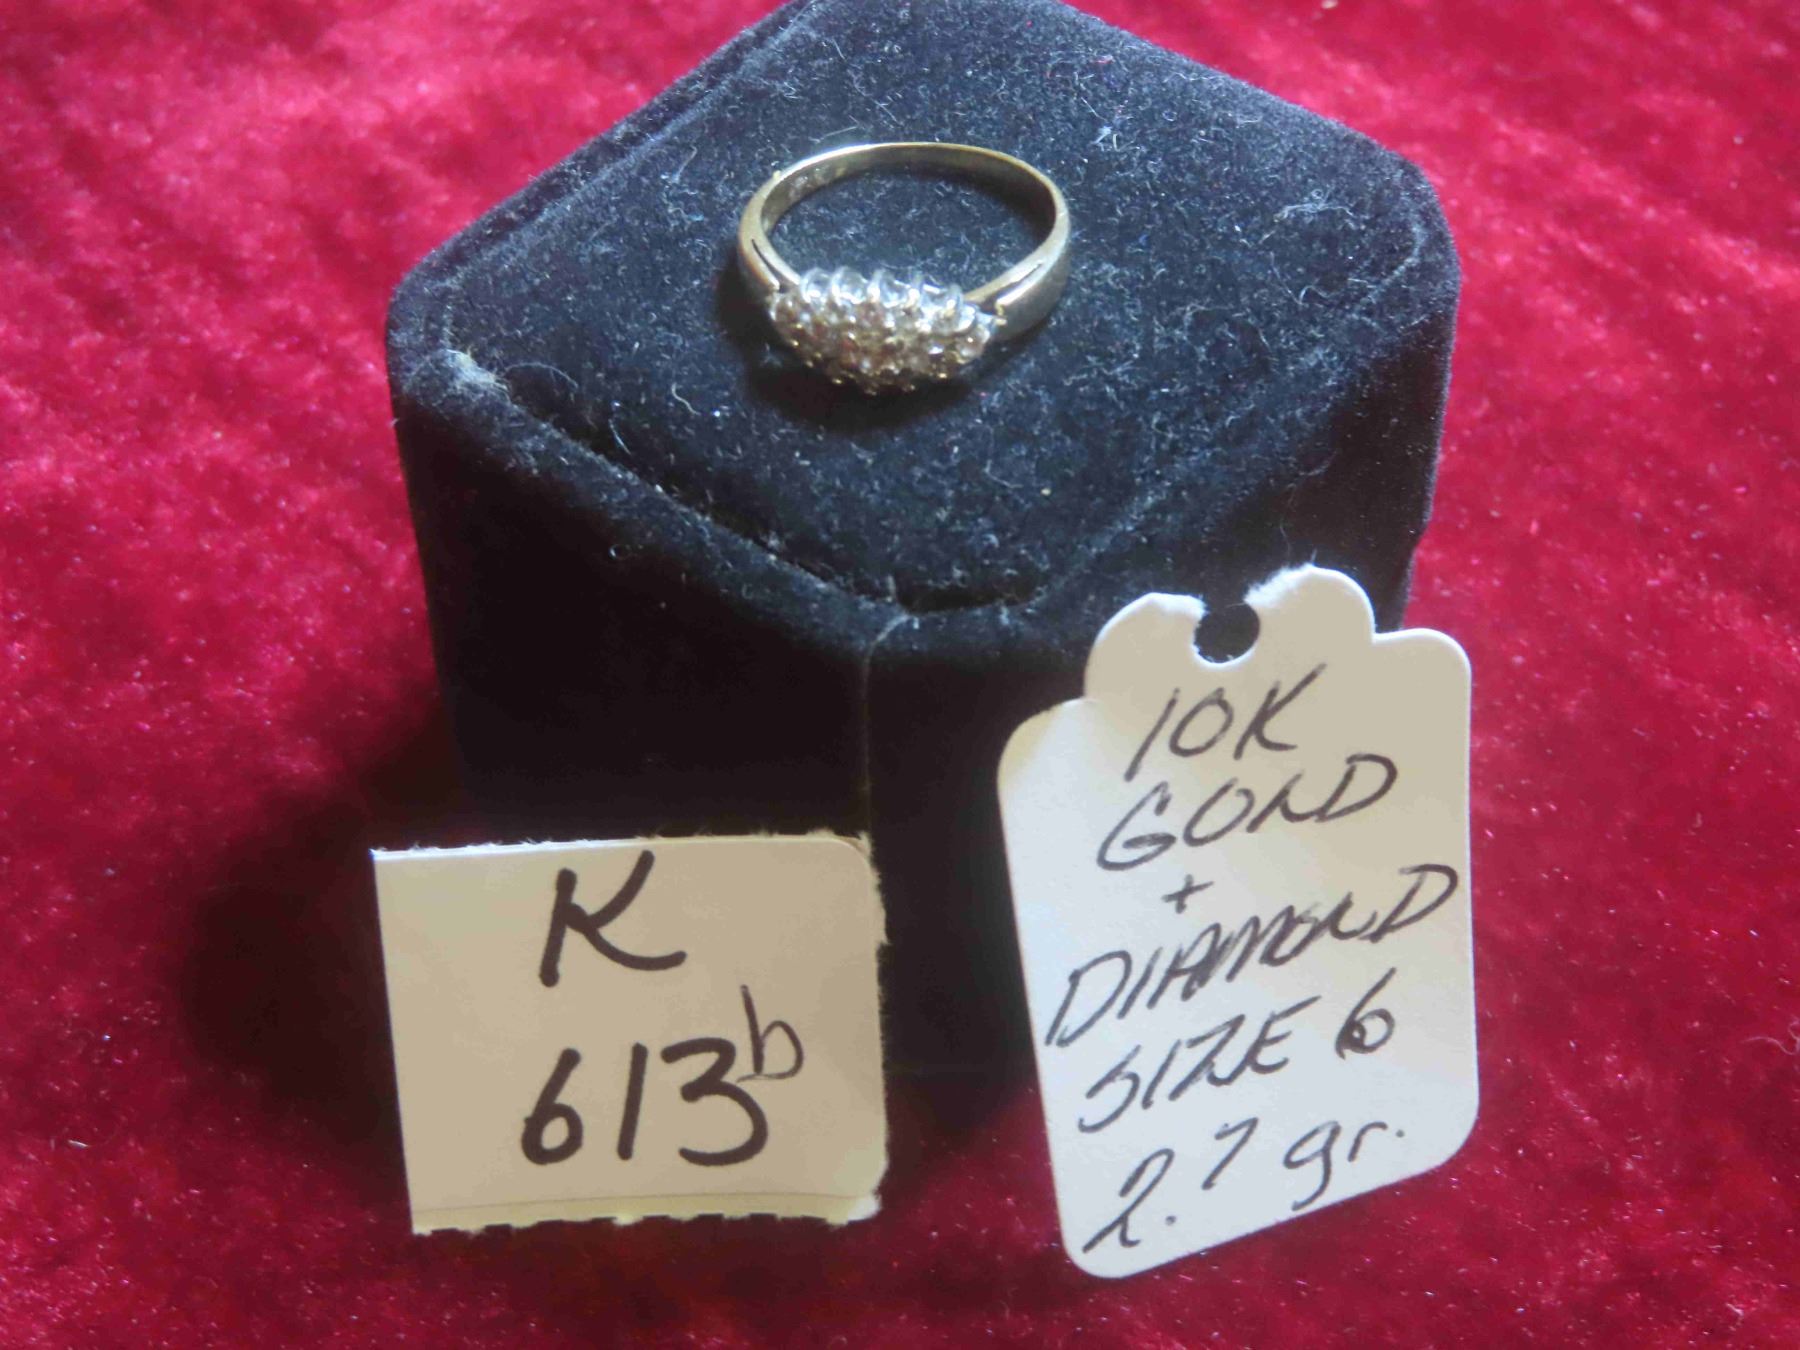 K
613b
10K
GOLD
+
DIAMOND
SIZE 6
2.7 gr.